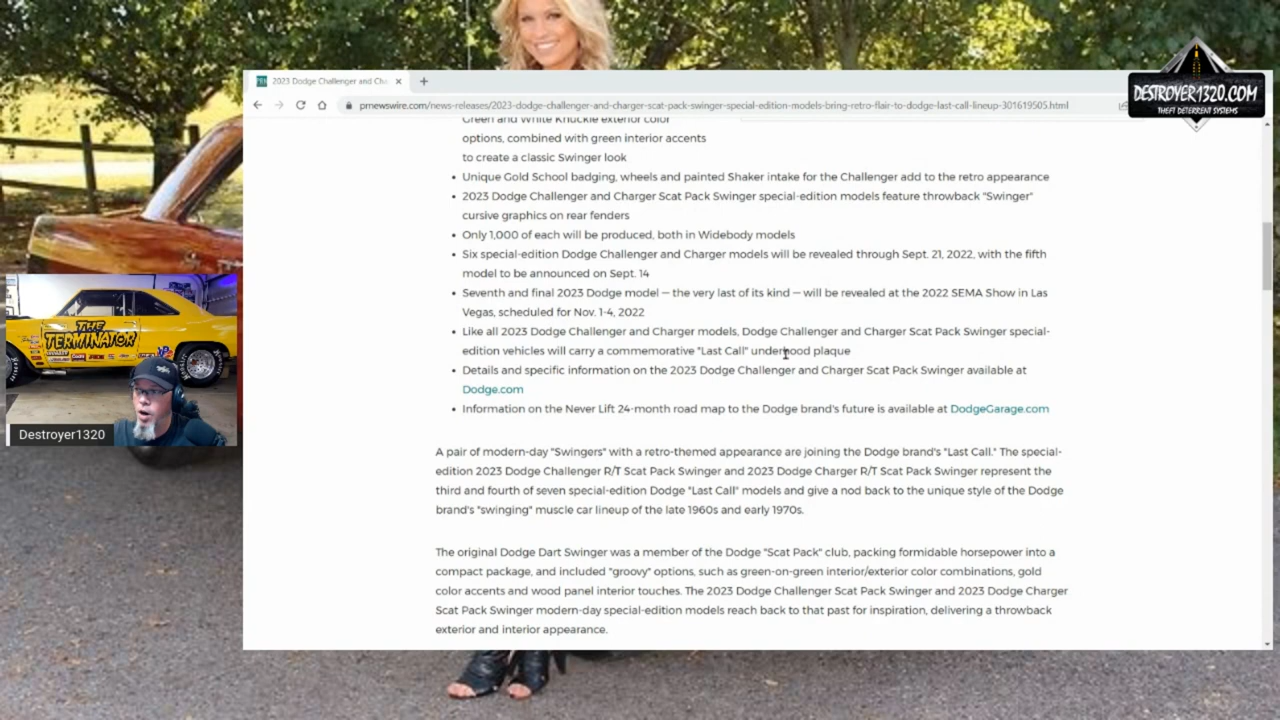 2023 Dodge Challenger and Cha
prnewswire.com/news-releases/2023-dodge-challenger-and-charger-scat-pack-swinger-special-edition-models-bring-retro-flair-to-dodge-last-call-lineup-301619505.html
DESTROYER1320.COM
THEFT DETERRENT SYSTEMS
Green and White Knuckle exterior color
options, combined with green interior accents
to create a classic Swinger look
• Unique Gold School badging, wheels and painted Shaker intake for the Challenger add to the retro appearance
• 2023 Dodge Challenger and Charger Scat Pack Swinger special-edition models feature throwback "Swinger"
cursive graphics on rear fenders
• Only 1,000 of each will be produced, both in Widebody models
• Six special-edition Dodge Challenger and Charger models will be revealed through Sept. 21, 2022, with the fifth
model to be announced on Sept. 14
• Seventh and final 2023 Dodge model — the very last of its kind — will be revealed at the 2022 SEMA Show in Las
Vegas, scheduled for Nov. 1-4, 2022
• Like all 2023 Dodge Challenger and Charger models, Dodge Challenger and Charger Scat Pack Swinger special-
edition vehicles will carry a commemorative "Last Call" underhood plaque
• Details and specific information on the 2023 Dodge Challenger and Charger Scat Pack Swinger available at
Dodge.com
• Information on the Never Lift 24-month road map to the Dodge brand's future is available at DodgeGarage.com
THE
TERMINATOR
Destroyer1320
A pair of modern-day "Swingers" with a retro-themed appearance are joining the Dodge brand's "Last Call." The special-
edition 2023 Dodge Challenger R/T Scat Pack Swinger and 2023 Dodge Charger R/T Scat Pack Swinger represent the
third and fourth of seven special-edition Dodge "Last Call" models and give a nod back to the unique style of the Dodge
brand's "swinging" muscle car lineup of the late 1960s and early 1970s.
The original Dodge Dart Swinger was a member of the Dodge "Scat Pack" club, packing formidable horsepower into a
compact package, and included "groovy" options, such as green-on-green interior/exterior color combinations, gold
color accents and wood panel interior touches. The 2023 Dodge Challenger Scat Pack Swinger and 2023 Dodge Charger
Scat Pack Swinger modern-day special-edition models reach back to that past for inspiration, delivering a throwback
exterior and interior appearance.